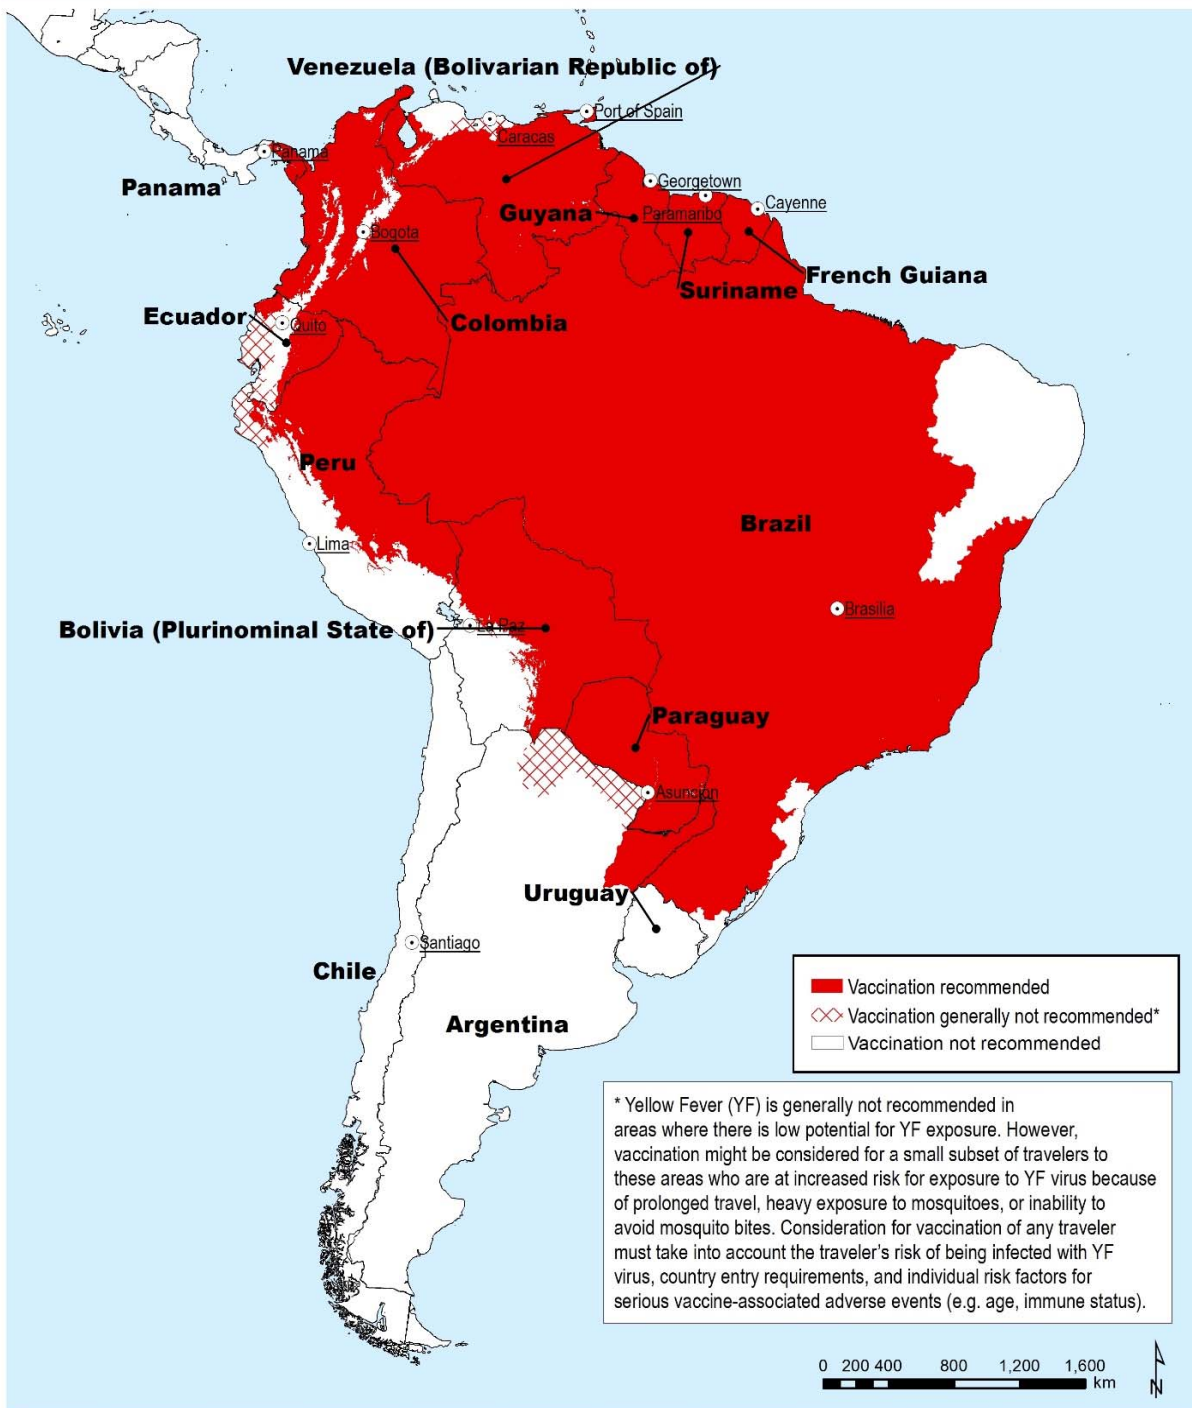 Venezuela (Bolivarian Republic of)
Port of Spain
Caracas
Panama
Panama
Georgetown
Guyana
Paramaribo
Cayenne
Bogota
French Guiana
Suriname
Ecuador
Quito
Colombia
Peru
Brazil
Lima
Brasilia
Bolivia (Plurinominal State of)
La Paz
Paraguay
Asuncion
Uruguay
Santiago
Chile
Argentina
Vaccination recommended
Vaccination generally not recommended*
Vaccination not recommended
* Yellow Fever (YF) is generally not recommended in
areas where there is low potential for YF exposure. However,
vaccination might be considered for a small subset of travelers to
these areas who are at increased risk for exposure to YF virus because
of prolonged travel, heavy exposure to mosquitoes, or inability to
avoid mosquito bites. Consideration for vaccination of any traveler
must take into account the traveler's risk of being infected with YF
virus, country entry requirements, and individual risk factors for
serious vaccine-associated adverse events (e.g. age, immune status).
0 200 400 800 1,200 1,600
km
N